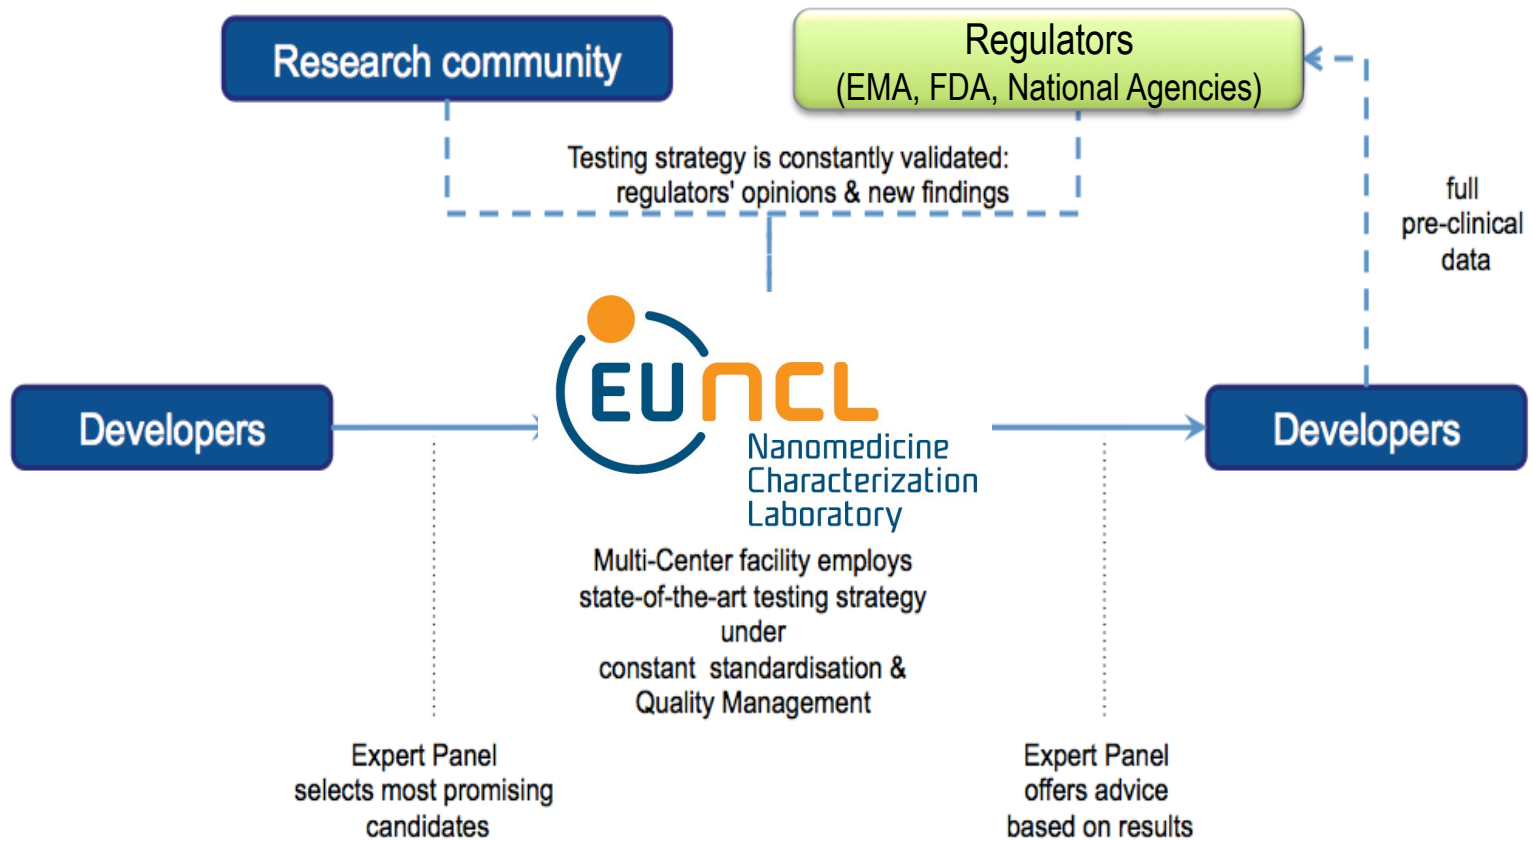 Research community
Regulators
(EMA, FDA, National Agencies)
Testing strategy is constantly validated:
regulators' opinions & new findings
full
pre-clinical
data
Developers
EUNCL
Nanomedicine
Characterization
Laboratory
Developers
Multi-Center facility employs
state-of-the-art testing strategy
under
constant standardisation &
Quality Management
Expert Panel
selects most promising
candidates
Expert Panel
offers advice
based on results